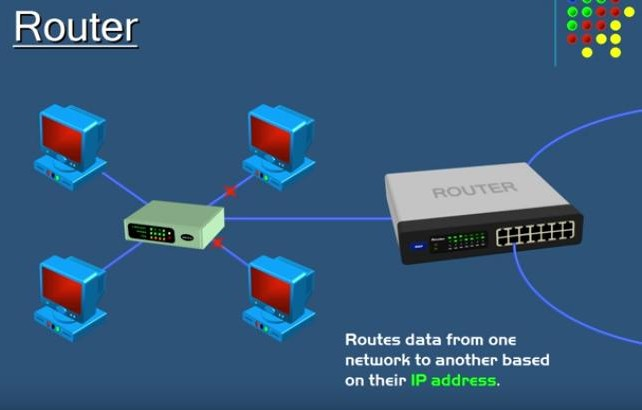 Router
ROUTER
Routes data from one
network to another based
on their IP address.